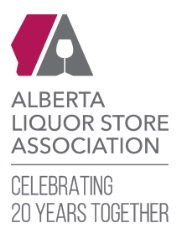 ALBERTA
LIQUOR STORE
ASSOCIATION
CELEBRATING
20 YEARS TOGETHER